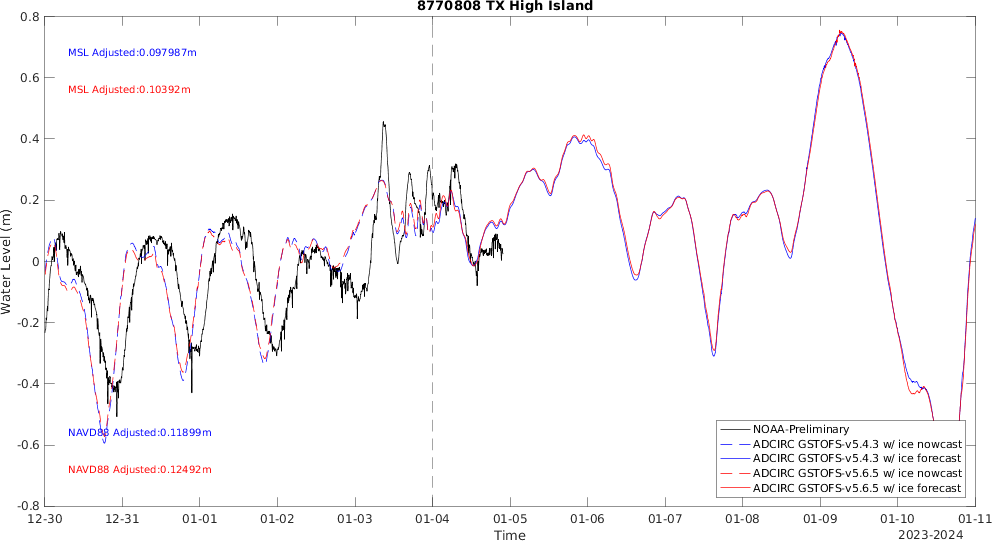 8770808 TX High Island
0.8
0.6
0.4
0.2
0
-0.2
-0.4
-0.6
-0.8
Water Level (m)
MSL Adjusted:0.097987m
MSL Adjusted:0.10392m
NAVD88 Adjusted:0.11899m
NAVD88 Adjusted:0.12492m
NOAA-Preliminary
ADCIRC GSTOFS-v5.4.3 w/ ice nowcast
ADCIRC GSTOFS-v5.4.3 w/ ice forecast
ADCIRC GSTOFS-v5.6.5 w/ ice nowcast
ADCIRC GSTOFS-v5.6.5 w/ ice forecast
12-30 12-31 01-01 01-02 01-03 01-04 01-05 01-06 01-07 01-08 01-09 01-10 01-11
Time
2023-2024